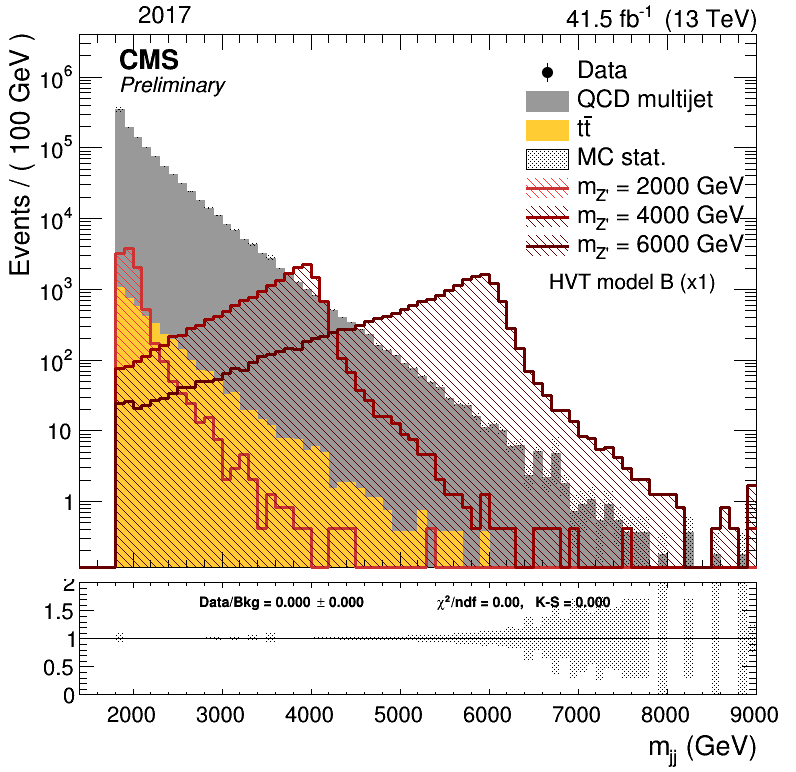 2017 41.5 fb⁻¹ (13 TeV)
CMS
Preliminary
Events / ( 100 GeV )
10⁶
10⁵
10⁴
10³
10²
10
1
Data
QCD multijet
tt̄
MC stat.
m_Z' = 2000 GeV
m_Z' = 4000 GeV
m_Z' = 6000 GeV
HVT model B (x1)
2
1.5
1
0.5
0
Data/Bkg = 0.000 ± 0.000 χ²/ndf = 0.00, K-S = 0.000
2000 3000 4000 5000 6000 7000 8000 9000
m_jj (GeV)